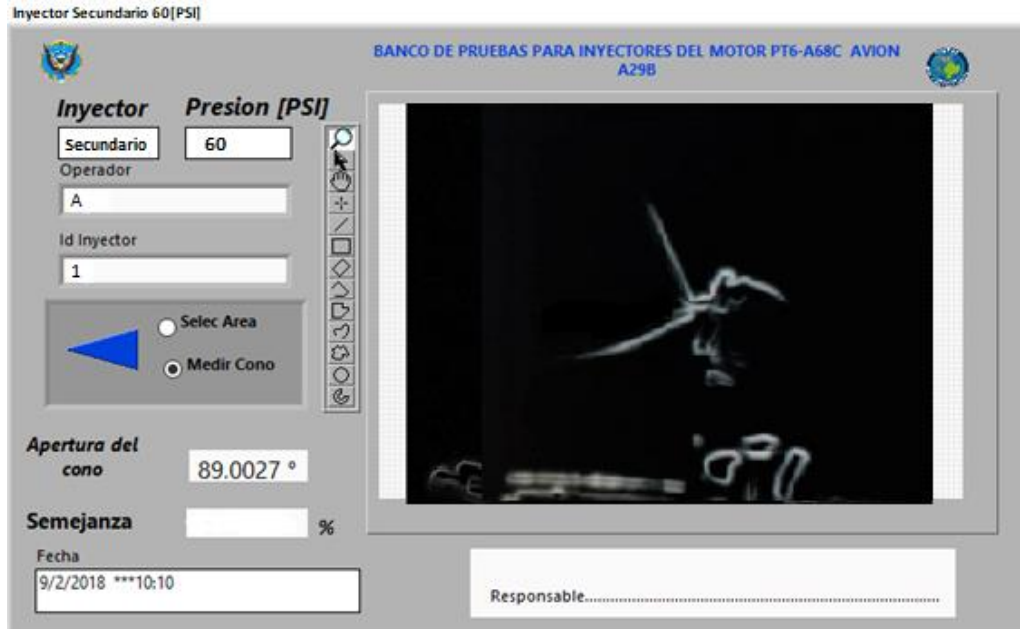 Inyector Secundario 60[PSI]
BANCO DE PRUEBAS PARA INYECTORES DEL MOTOR PT6-A68C AVION
A29B
Inyector Presion [PSI]
Secundario 60
Operador
A
Id Inyector
1
Selec Area
Medir Cono
Apertura del
cono
89.0027 °
Semejanza %
Fecha
9/2/2018 ***10:10
Responsable..........................................................................................